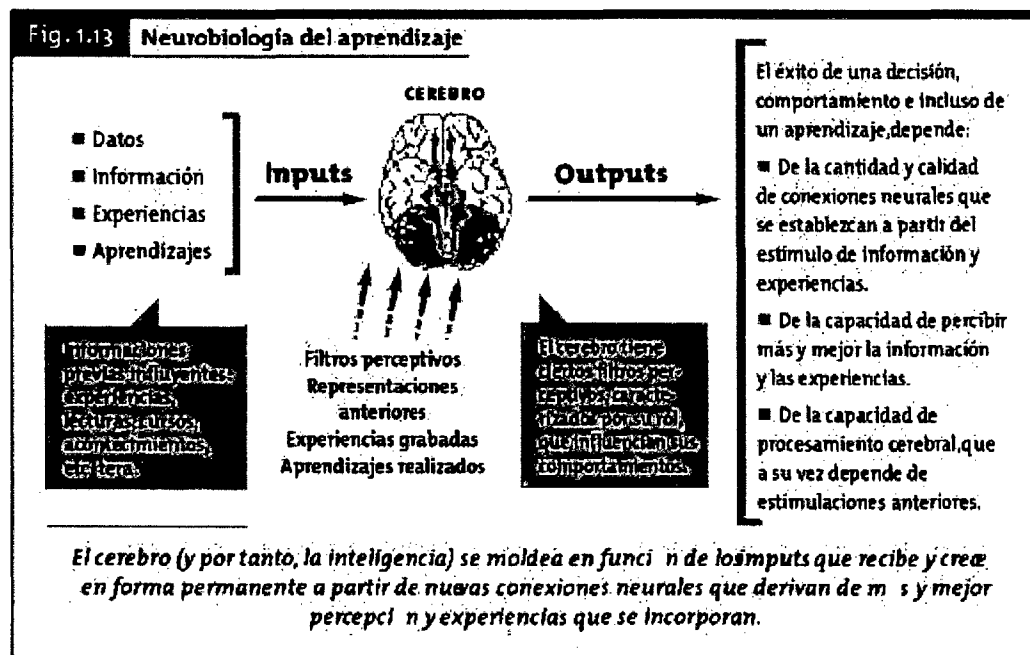 Fig. 1.13 Neurobiología del aprendizaje
CEREBRO
■ Datos
■ Información
■ Experiencias
■ Aprendizajes
Inputs
Outputs
Informaciones
previas influyentes:
experiencias,
lecturas, cursos,
acontecimientos,
etcétera.
Filtros perceptivos
Representaciones
anteriores
Experiencias grabadas
Aprendizajes realizados
El cerebro tiene
ciertos filtros per-
ceptivos, caracte-
rizados por su rol,
que influencian sus
comportamientos.
El éxito de una decisión,
comportamiento e incluso de
un aprendizaje, depende:
■ De la cantidad y calidad
de conexiones neurales que
se establezcan a partir del
estímulo de información y
experiencias.
■ De la capacidad de percibir
más y mejor la información
y las experiencias.
■ De la capacidad de
procesamiento cerebral, que
a su vez depende de
estimulaciones anteriores.
El cerebro (y por tanto, la inteligencia) se moldea en funci n de los imputs que recibe y crece
en forma permanente a partir de nuevas conexiones neurales que derivan de m s y mejor
percepci n y experiencias que se incorporan.